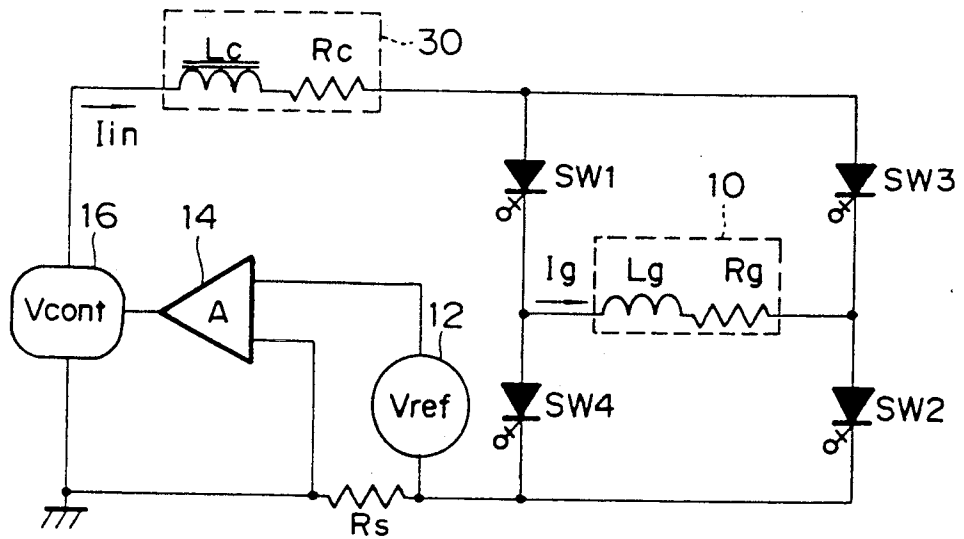 Lc
Rc
30
Iin
SW1
SW3
10
16
14
Ig
Lg
Rg
Vcont
A
12
Vref
SW4
SW2
Rs